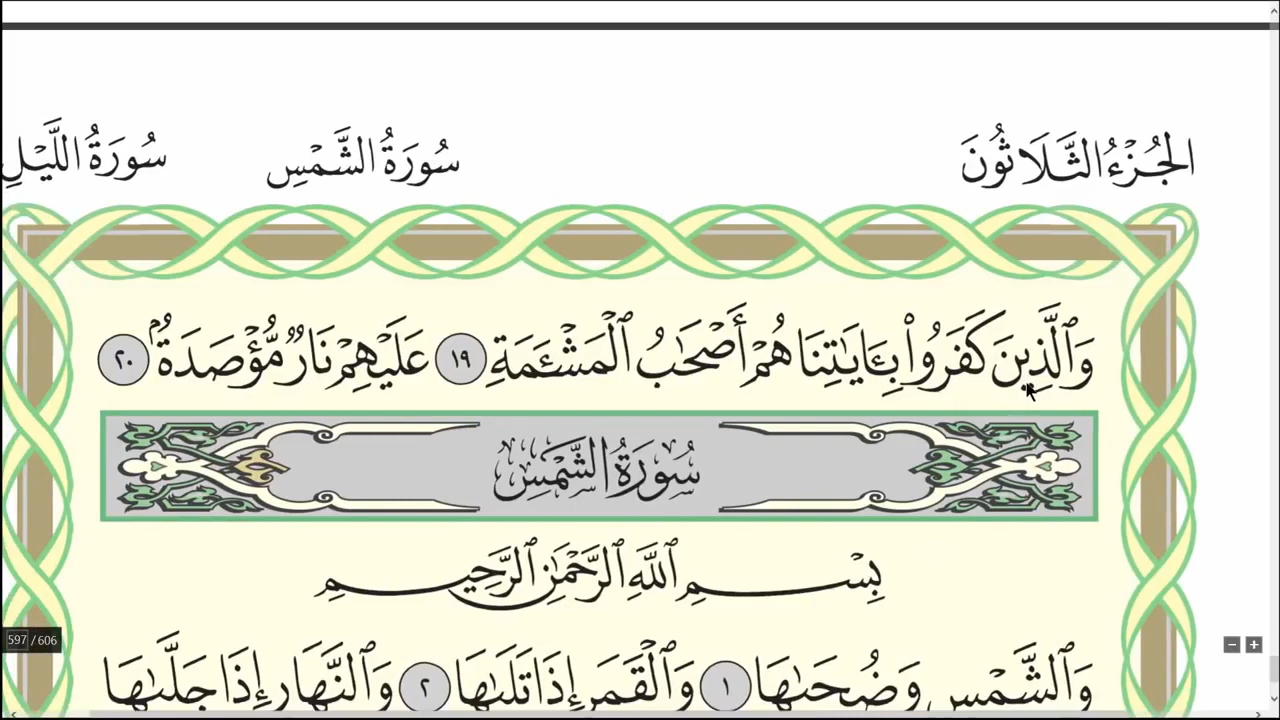 الجُزْءُ الثَّلَاثُونَ سُورَةُ الشَّمْسِ سُورَةُ اللَّيْلِ
وَٱلَّذِينَ كَفَرُواْ بِـَٔايَٰتِنَا هُمْ أَصْحَٰبُ ٱلْمَشْـَٔمَةِ ١٩ عَلَيْهِمْ نَارٌ مُّؤْصَدَةٌۢ ٢٠
سُورَةُ الشَّمْسِ
بِسْمِ ٱللَّهِ ٱلرَّحْمَٰنِ ٱلرَّحِيمِ
وَٱلشَّمْسِ وَضُحَىٰهَا ١ وَٱلْقَمَرِ إِذَا تَلَىٰهَا ٢ وَٱلنَّهَارِ إِذَا جَلَّىٰهَا
597 / 606